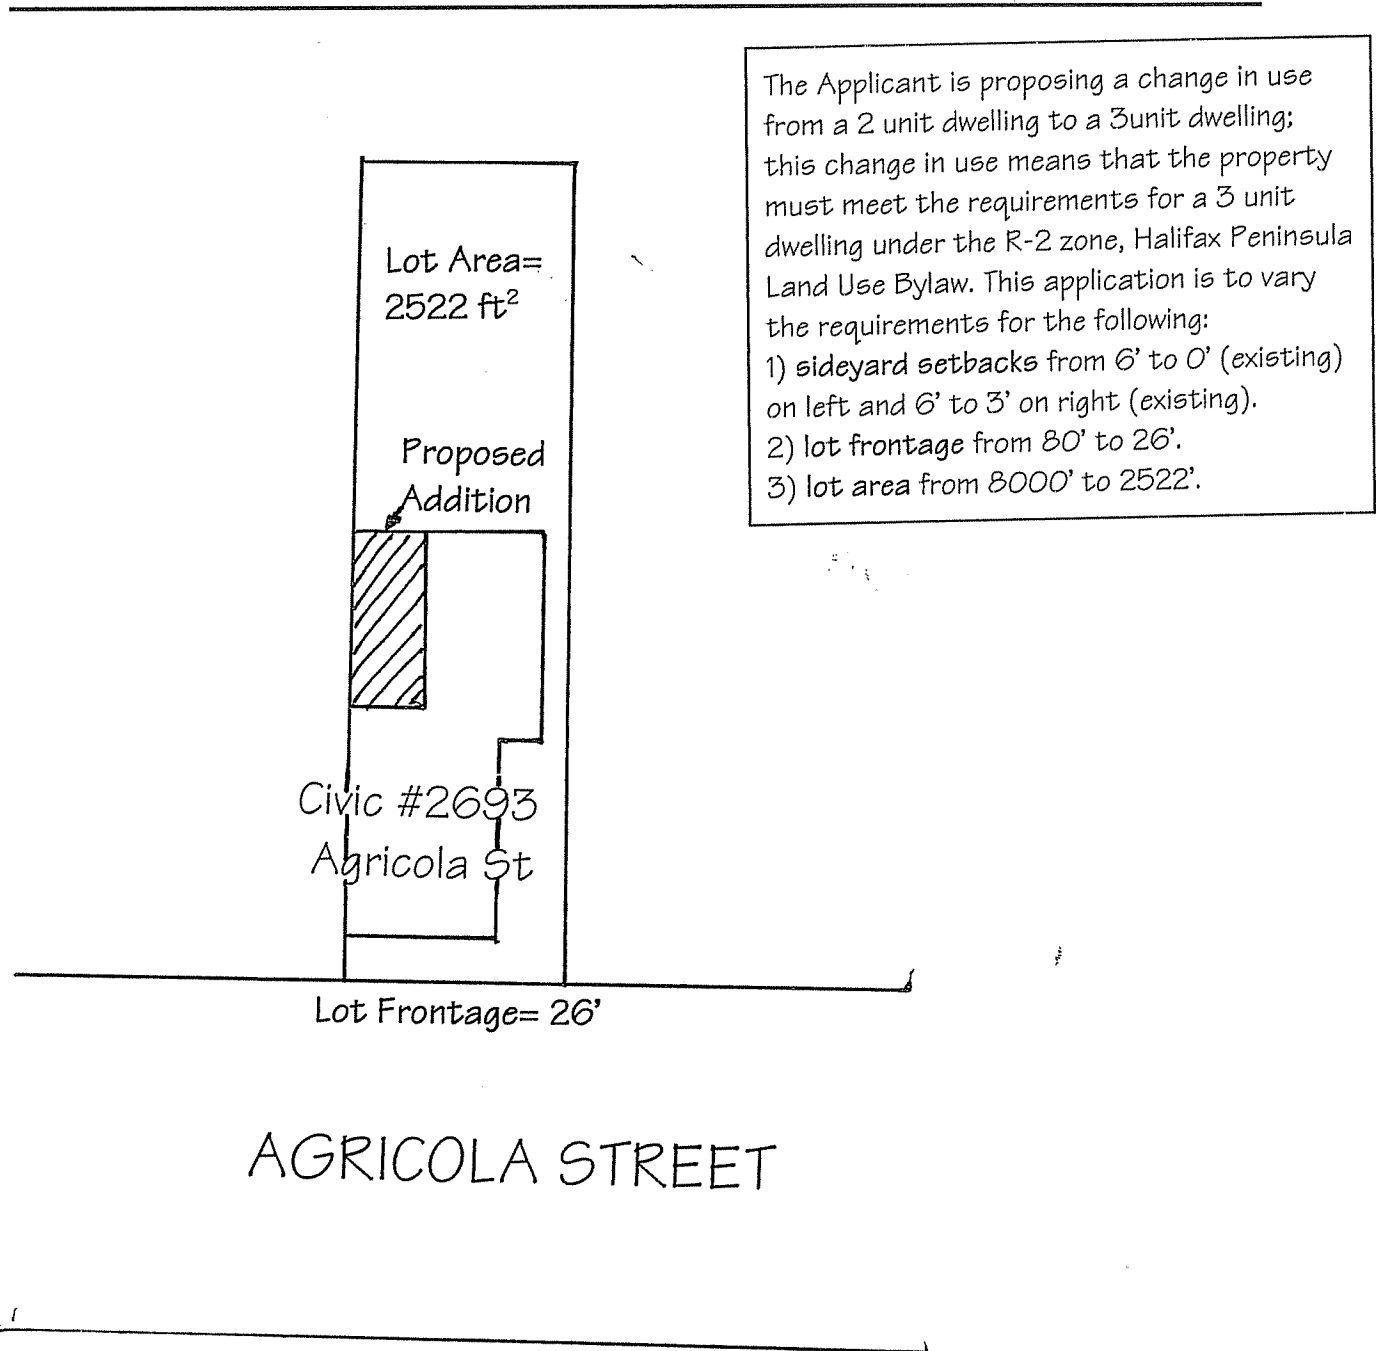 The Applicant is proposing a change in use
from a 2 unit dwelling to a 3unit dwelling;
this change in use means that the property
must meet the requirements for a 3 unit
dwelling under the R-2 zone, Halifax Peninsula
Land Use Bylaw. This application is to vary
the requirements for the following:
1) sideyard setbacks from 6' to 0' (existing)
on left and 6' to 3' on right (existing).
2) lot frontage from 80' to 26'.
3) lot area from 8000' to 2522'.
Lot Area=
2522 ft²
Proposed
Addition
Civic #2693
Agricola St
Lot Frontage= 26'
AGRICOLA STREET